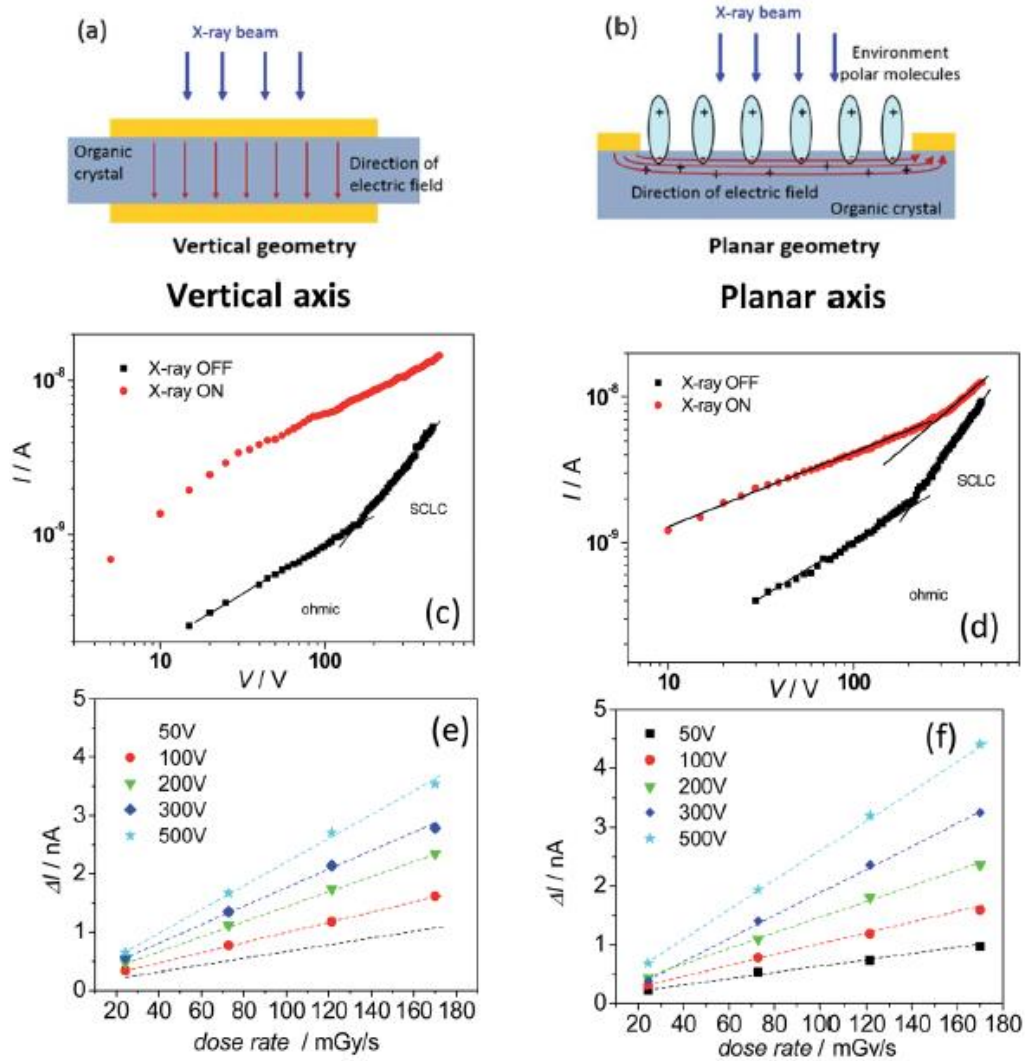 (a)
X-ray beam
Organic
crystal
Direction of
electric field
Vertical geometry
(b)
X-ray beam
Environment
polar molecules
+ + + + + +
- - - - - -
+ + + + + + +
Direction of electric field
Organic crystal
Planar geometry
Vertical axis
Planar axis
X-ray OFF
X-ray ON
10⁻⁸
I / A
10⁻⁹
SCLC
ohmic
(c)
10 100
V / V
X-ray OFF
X-ray ON
10⁻⁸
I / A
10⁻⁹
SCLC
ohmic
(d)
10 100
V / V
5
4
3
2
1
0
ΔI / nA
50V
100V
200V
300V
500V
(e)
20 40 60 80 100 120 140 160 180
dose rate / mGy/s
5
4
3
2
1
0
ΔI / nA
50V
100V
200V
300V
500V
(f)
20 40 60 80 100 120 140 160 180
dose rate / mGy/s